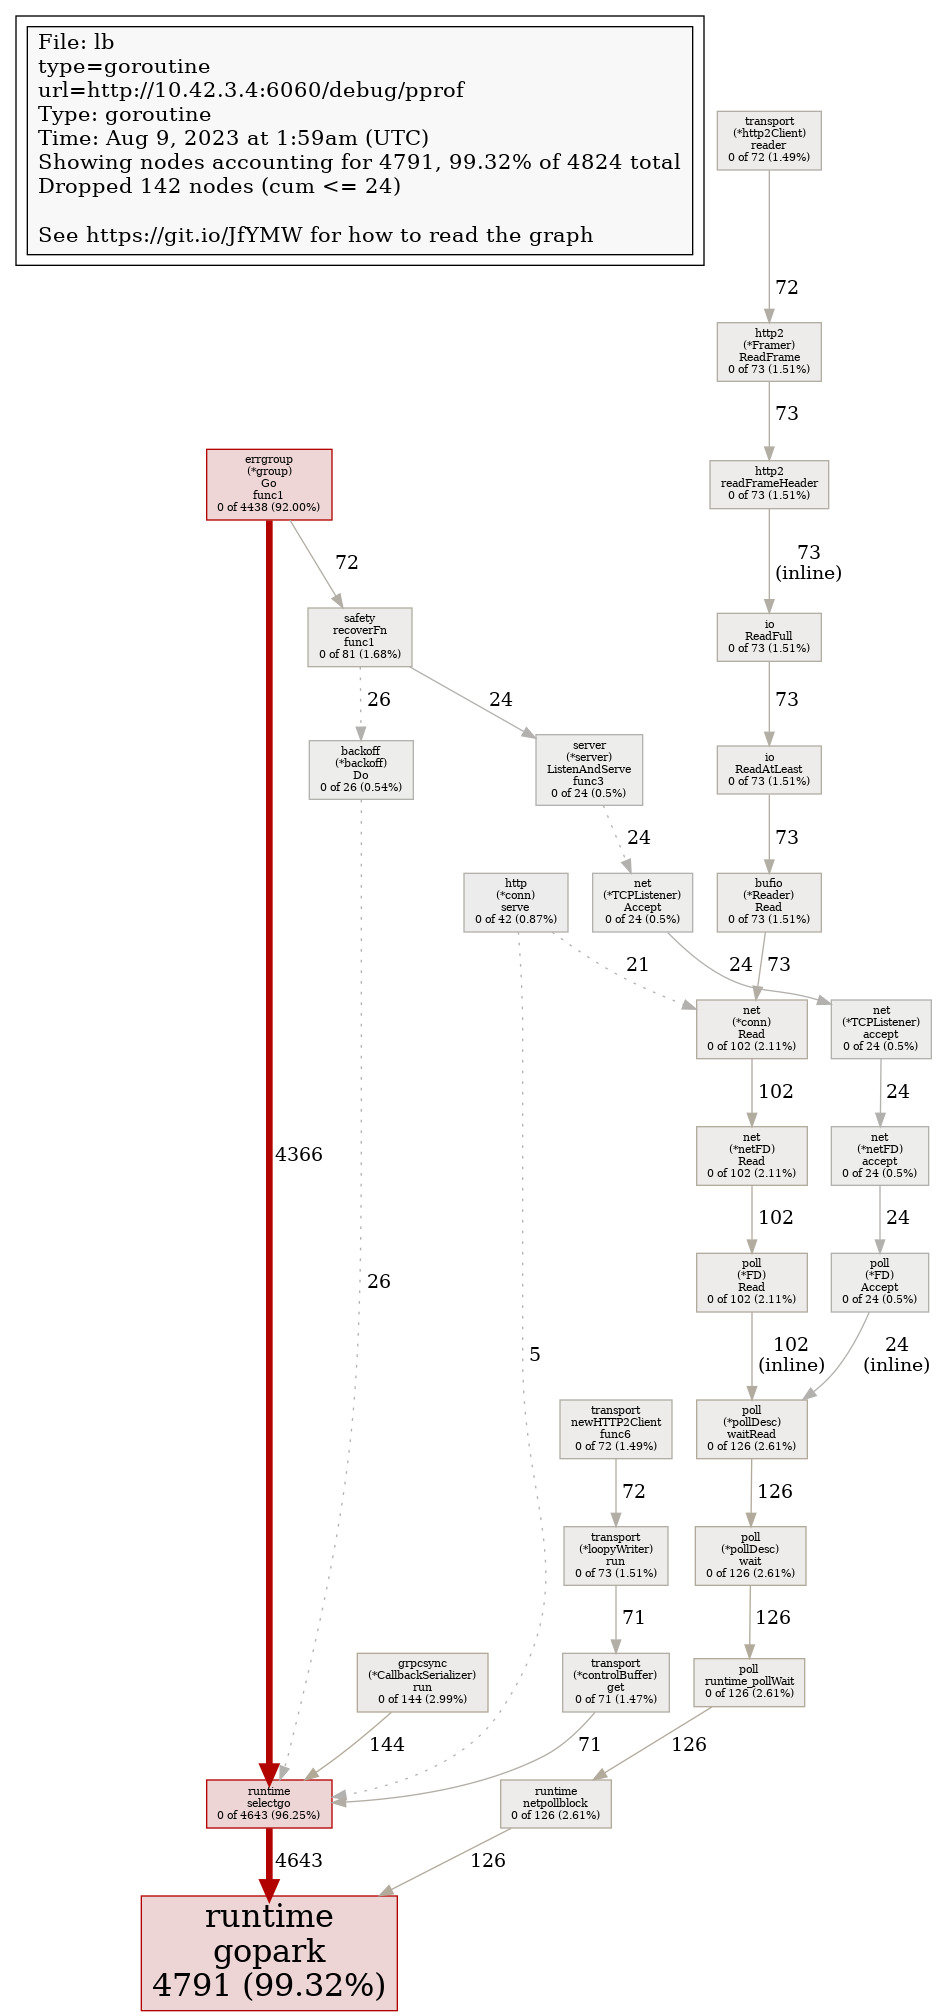 File: lb
type=goroutine
url=http://10.42.3.4:6060/debug/pprof
Type: goroutine
Time: Aug 9, 2023 at 1:59am (UTC)
Showing nodes accounting for 4791, 99.32% of 4824 total
Dropped 142 nodes (cum <= 24)
See https://git.io/JfYMW for how to read the graph
transport
(*http2Client)
reader
0 of 72 (1.49%)
72
http2
(*Framer)
ReadFrame
0 of 73 (1.51%)
73
errgroup
(*group)
Go
func1
0 of 4438 (92.00%)
http2
readFrameHeader
0 of 73 (1.51%)
72
73
(inline)
safety
recoverFn
func1
0 of 81 (1.68%)
io
ReadFull
0 of 73 (1.51%)
26
24
73
backoff
(*backoff)
Do
0 of 26 (0.54%)
server
(*server)
ListenAndServe
func3
0 of 24 (0.5%)
io
ReadAtLeast
0 of 73 (1.51%)
24
73
http
(*conn)
serve
0 of 42 (0.87%)
net
(*TCPListener)
Accept
0 of 24 (0.5%)
bufio
(*Reader)
Read
0 of 73 (1.51%)
21
24
73
net
(*conn)
Read
0 of 102 (2.11%)
net
(*TCPListener)
accept
0 of 24 (0.5%)
102
24
4366
net
(*netFD)
Read
0 of 102 (2.11%)
net
(*netFD)
accept
0 of 24 (0.5%)
102
24
26
poll
(*FD)
Read
0 of 102 (2.11%)
poll
(*FD)
Accept
0 of 24 (0.5%)
5
102
(inline)
24
(inline)
transport
newHTTP2Client
func6
0 of 72 (1.49%)
poll
(*pollDesc)
waitRead
0 of 126 (2.61%)
72
126
transport
(*loopyWriter)
run
0 of 73 (1.51%)
poll
(*pollDesc)
wait
0 of 126 (2.61%)
71
126
grpcsync
(*CallbackSerializer)
run
0 of 144 (2.99%)
transport
(*controlBuffer)
get
0 of 71 (1.47%)
poll
runtime_pollWait
0 of 126 (2.61%)
144
71
126
runtime
selectgo
0 of 4643 (96.25%)
runtime
netpollblock
0 of 126 (2.61%)
4643
126
runtime
gopark
4791 (99.32%)